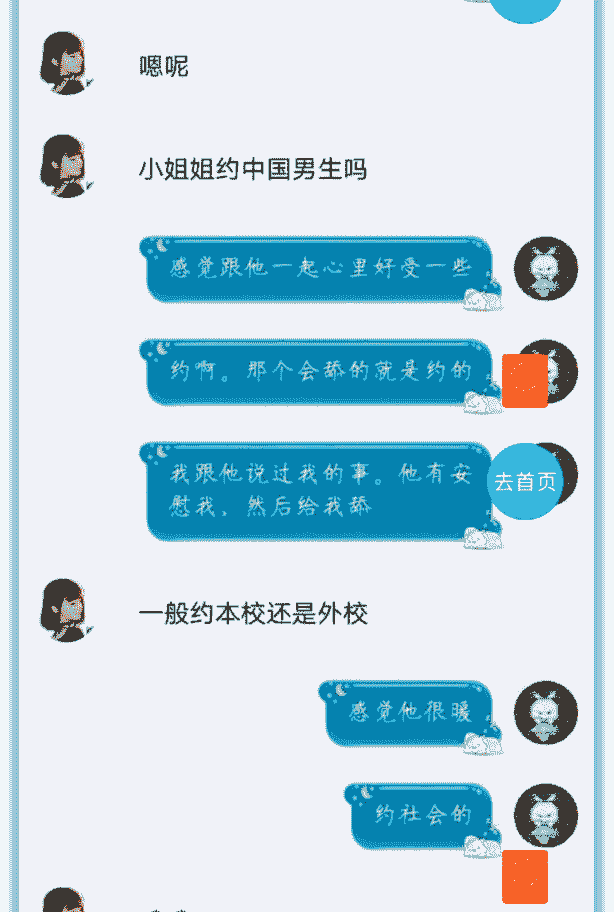 嗯呢
小姐姐约中国男生吗
感觉跟他一起心里好受一些
约啊。那个会舔的就是约的
我跟他说过我的事。他有安
慰我，然后给我舔
去首页
一般约本校还是外校
感觉他很暖
约社会的